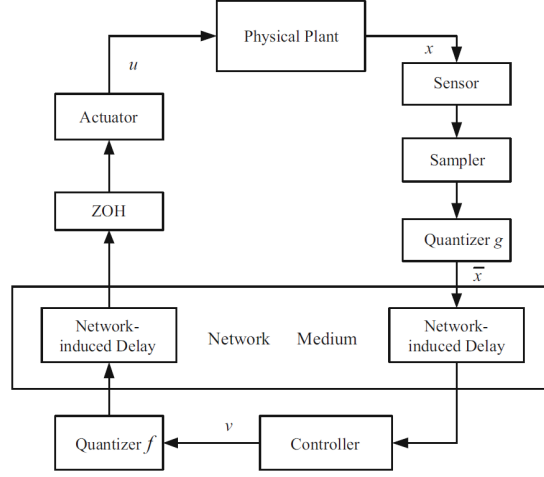 Physical Plant
u
x
Sensor
Actuator
Sampler
ZOH
Quantizer g
x̅
Network-
induced Delay
Network Medium
Network-
induced Delay
v
Quantizer f
Controller